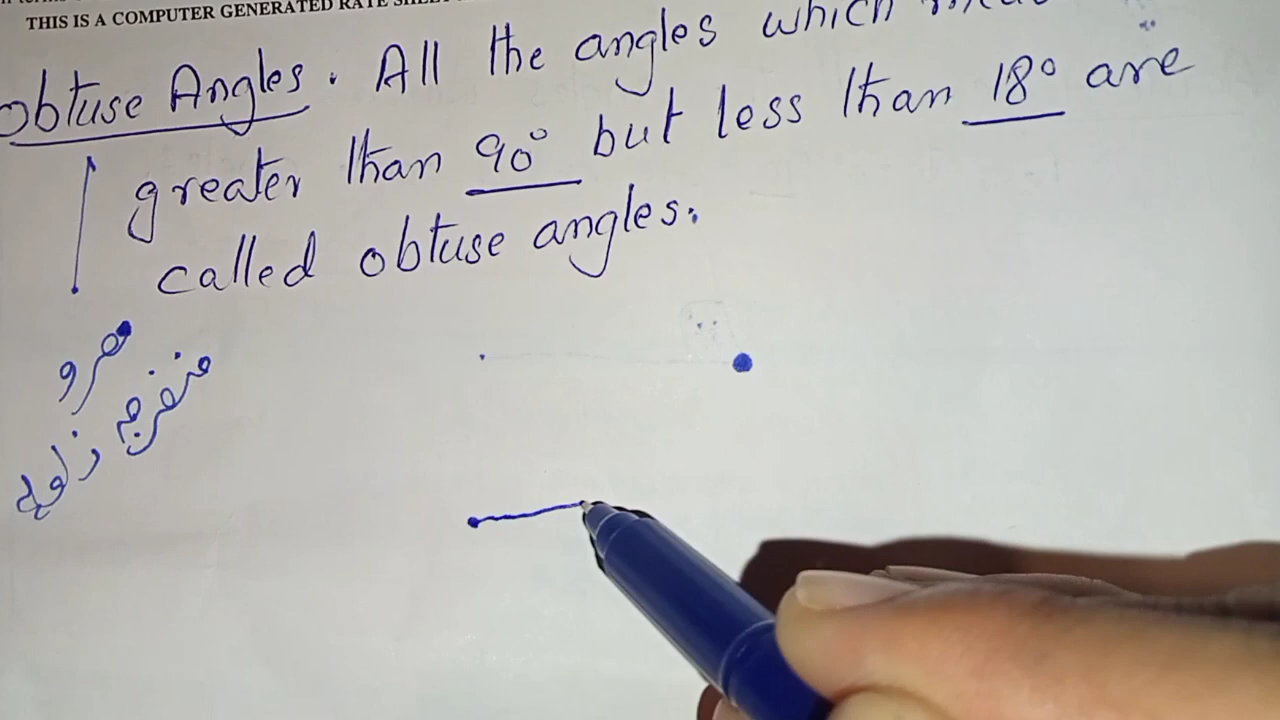 THIS IS A COMPUTER GENERATED RATE
Obtuse Angles. All the angles which
greater than 90° but less than 18° are
called obtuse angles.
منفرجہ زاویہ